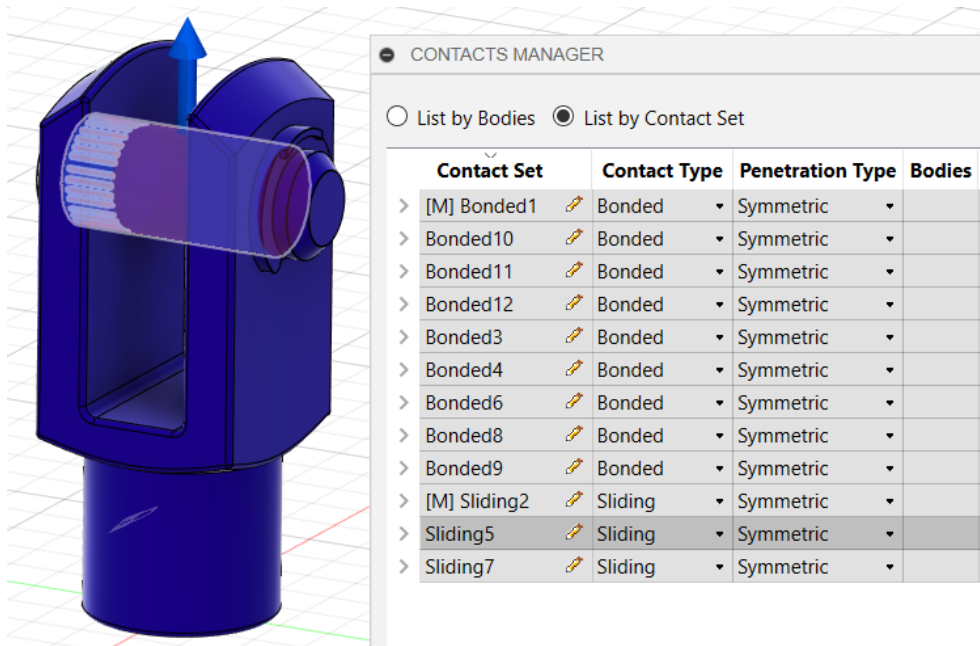 CONTACTS MANAGER
List by Bodies List by Contact Set
Contact Set Contact Type Penetration Type Bodies
[M] Bonded1 Bonded Symmetric
Bonded10 Bonded Symmetric
Bonded11 Bonded Symmetric
Bonded12 Bonded Symmetric
Bonded3 Bonded Symmetric
Bonded4 Bonded Symmetric
Bonded6 Bonded Symmetric
Bonded8 Bonded Symmetric
Bonded9 Bonded Symmetric
[M] Sliding2 Sliding Symmetric
Sliding5 Sliding Symmetric
Sliding7 Sliding Symmetric